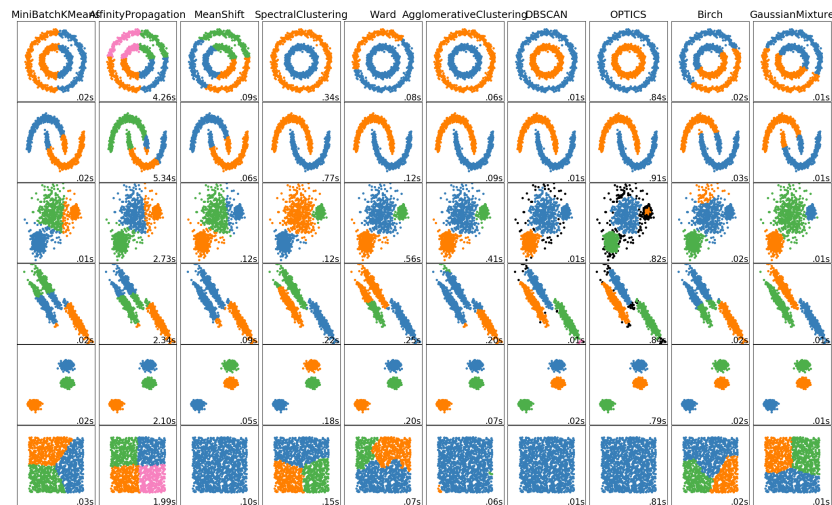 MiniBatchKMeans AffinityPropagation MeanShift SpectralClustering Ward AgglomerativeClustering DBSCAN OPTICS Birch GaussianMixture
.02s 4.26s .09s .34s .08s .06s .01s .84s .02s .01s
.02s 5.34s .06s .77s .12s .09s .01s .91s .03s .01s
.01s 2.73s .12s .12s .56s .41s .01s .82s .02s .01s
.02s 2.34s .09s .22s .25s .20s .01s .02s .01s
.02s 2.10s .05s .18s .20s .07s .02s .79s .02s .01s
.03s 1.99s .10s .15s .07s .06s .01s .81s .02s .01s